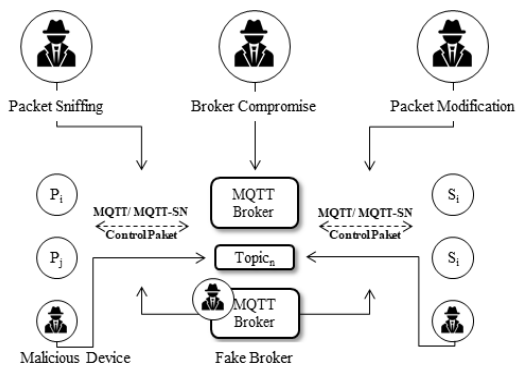 Packet Sniffing
Broker Compromise
Packet Modification
Pi
MQTT
Broker
Si
MQTT/ MQTT-SN
ControlPaket
MQTT/ MQTT-SN
ControlPaket
Pj
Topicn
Si
MQTT
Broker
Malicious Device
Fake Broker